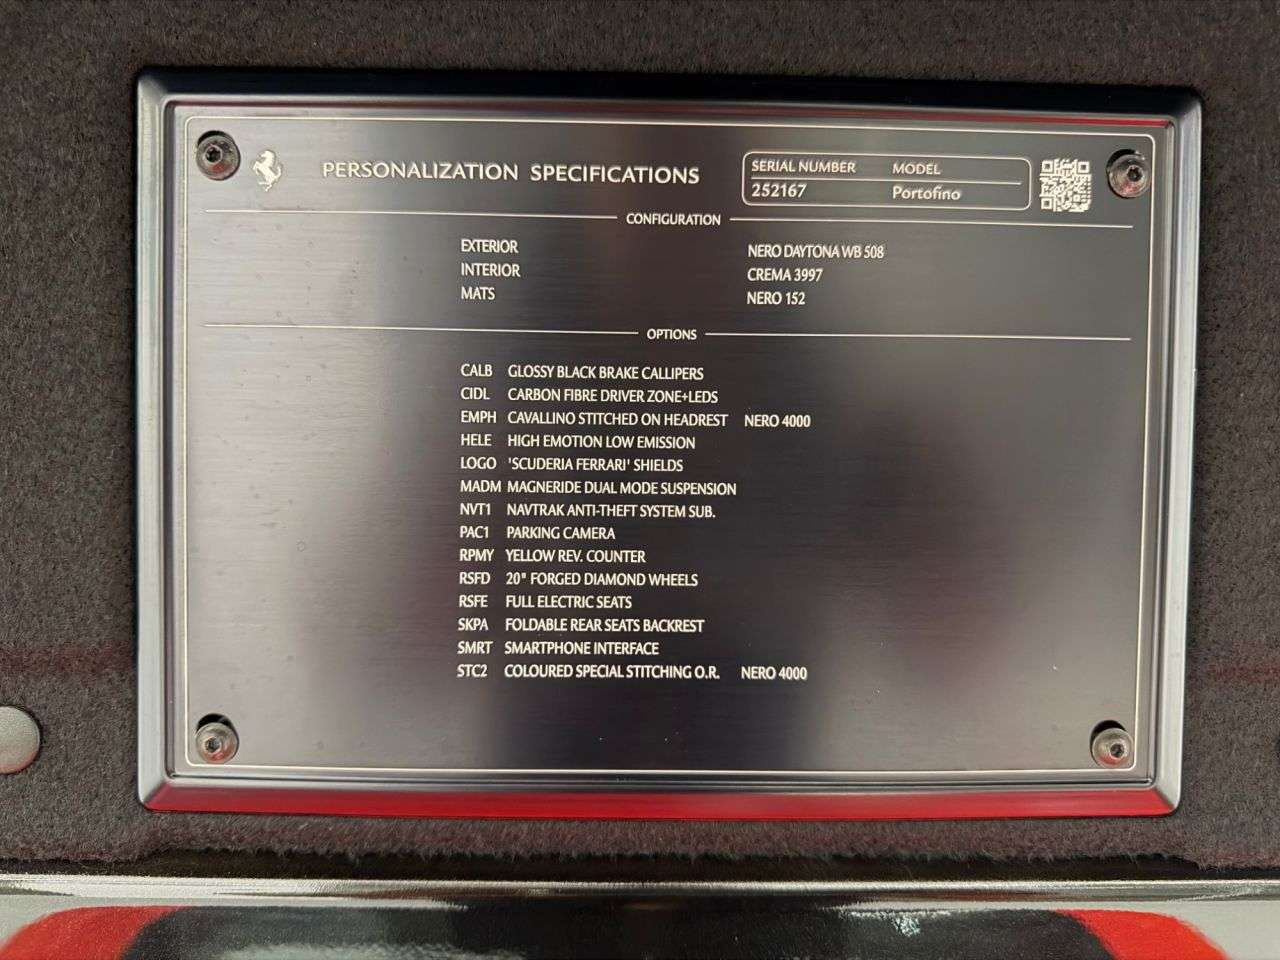 PERSONALIZATION SPECIFICATIONS
SERIAL NUMBER MODEL
252167 Portofino
CONFIGURATION
EXTERIOR NERO DAYTONA WB 508
INTERIOR CREMA 3997
MATS NERO 152
OPTIONS
CALB GLOSSY BLACK BRAKE CALLIPERS
CIDL CARBON FIBRE DRIVER ZONE+LEDS
EMPH CAVALLINO STITCHED ON HEADREST NERO 4000
HELE HIGH EMOTION LOW EMISSION
LOGO 'SCUDERIA FERRARI' SHIELDS
MADM MAGNERIDE DUAL MODE SUSPENSION
NVT1 NAVTRAK ANTI-THEFT SYSTEM SUB.
PAC1 PARKING CAMERA
RPMY YELLOW REV. COUNTER
RSFD 20" FORGED DIAMOND WHEELS
RSFE FULL ELECTRIC SEATS
SKPA FOLDABLE REAR SEATS BACKREST
SMRT SMARTPHONE INTERFACE
STC2 COLOURED SPECIAL STITCHING O.R. NERO 4000